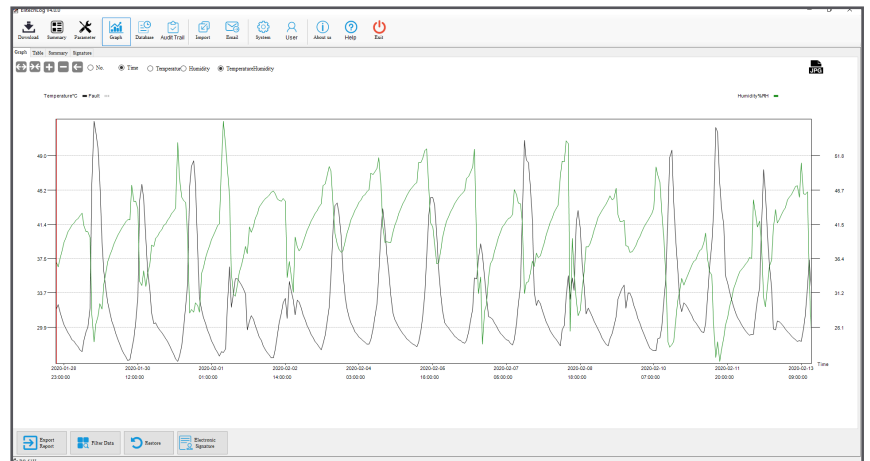 ElitechLog V4.0.0
Download Summary Parameter Graph Database Audit Trail Import Email System User About us Help Exit
Graph Table Summary Signature
No. Time Temperature Humidity TemperatureHumidity
JPG
Temperature°C Fault Humidity%RH
49.0 51.9
45.2 46.7
41.4 41.5
37.5 36.4
33.7 31.2
29.9 26.1
Time
2020-01-28 2020-01-30 2020-02-01 2020-02-02 2020-02-04 2020-02-05 2020-02-07 2020-02-08 2020-02-10 2020-02-11 2020-02-13
23:00:00 12:00:00 01:00:00 14:00:00 03:00:00 16:00:00 05:00:00 18:00:00 07:00:00 20:00:00 09:00:00
Export Report Filter Data Restore Electronic Signature